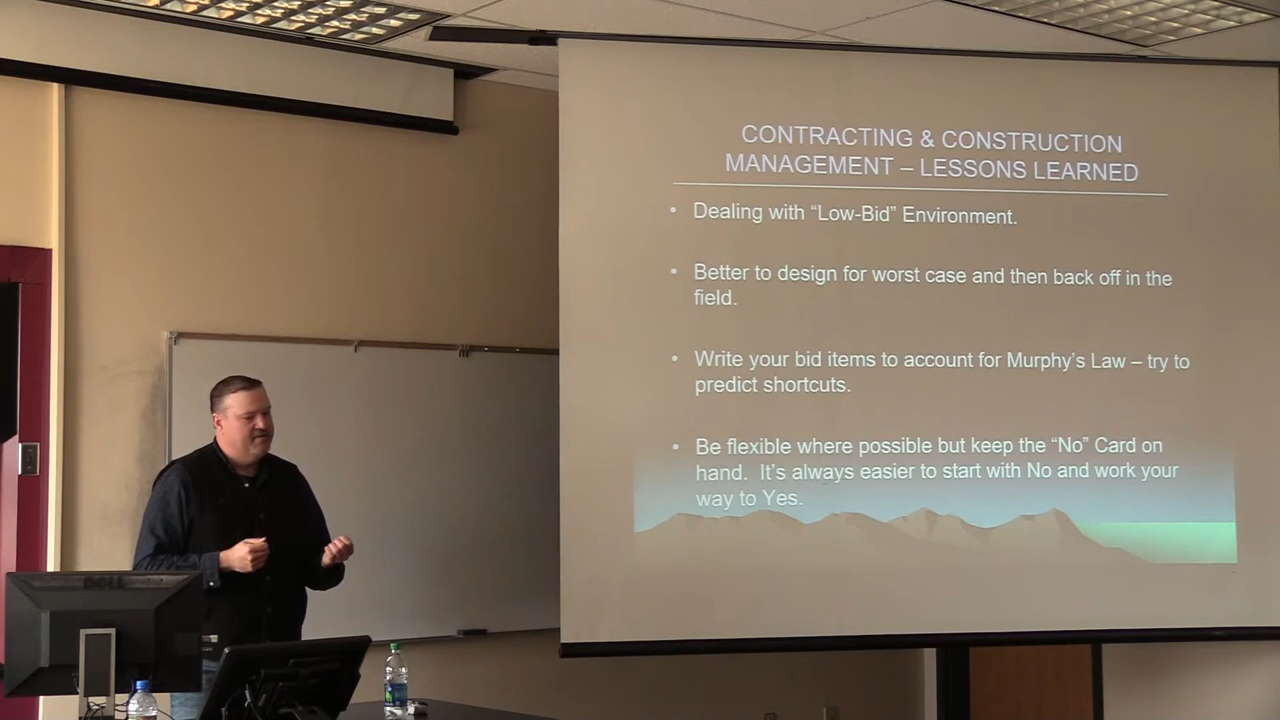 CONTRACTING & CONSTRUCTION
MANAGEMENT – LESSONS LEARNED
• Dealing with “Low-Bid” Environment.
• Better to design for worst case and then back off in the
field.
• Write your bid items to account for Murphy’s Law – try to
predict shortcuts.
• Be flexible where possible but keep the “No” Card on
hand. It’s always easier to start with No and work your
way to Yes.
DELL